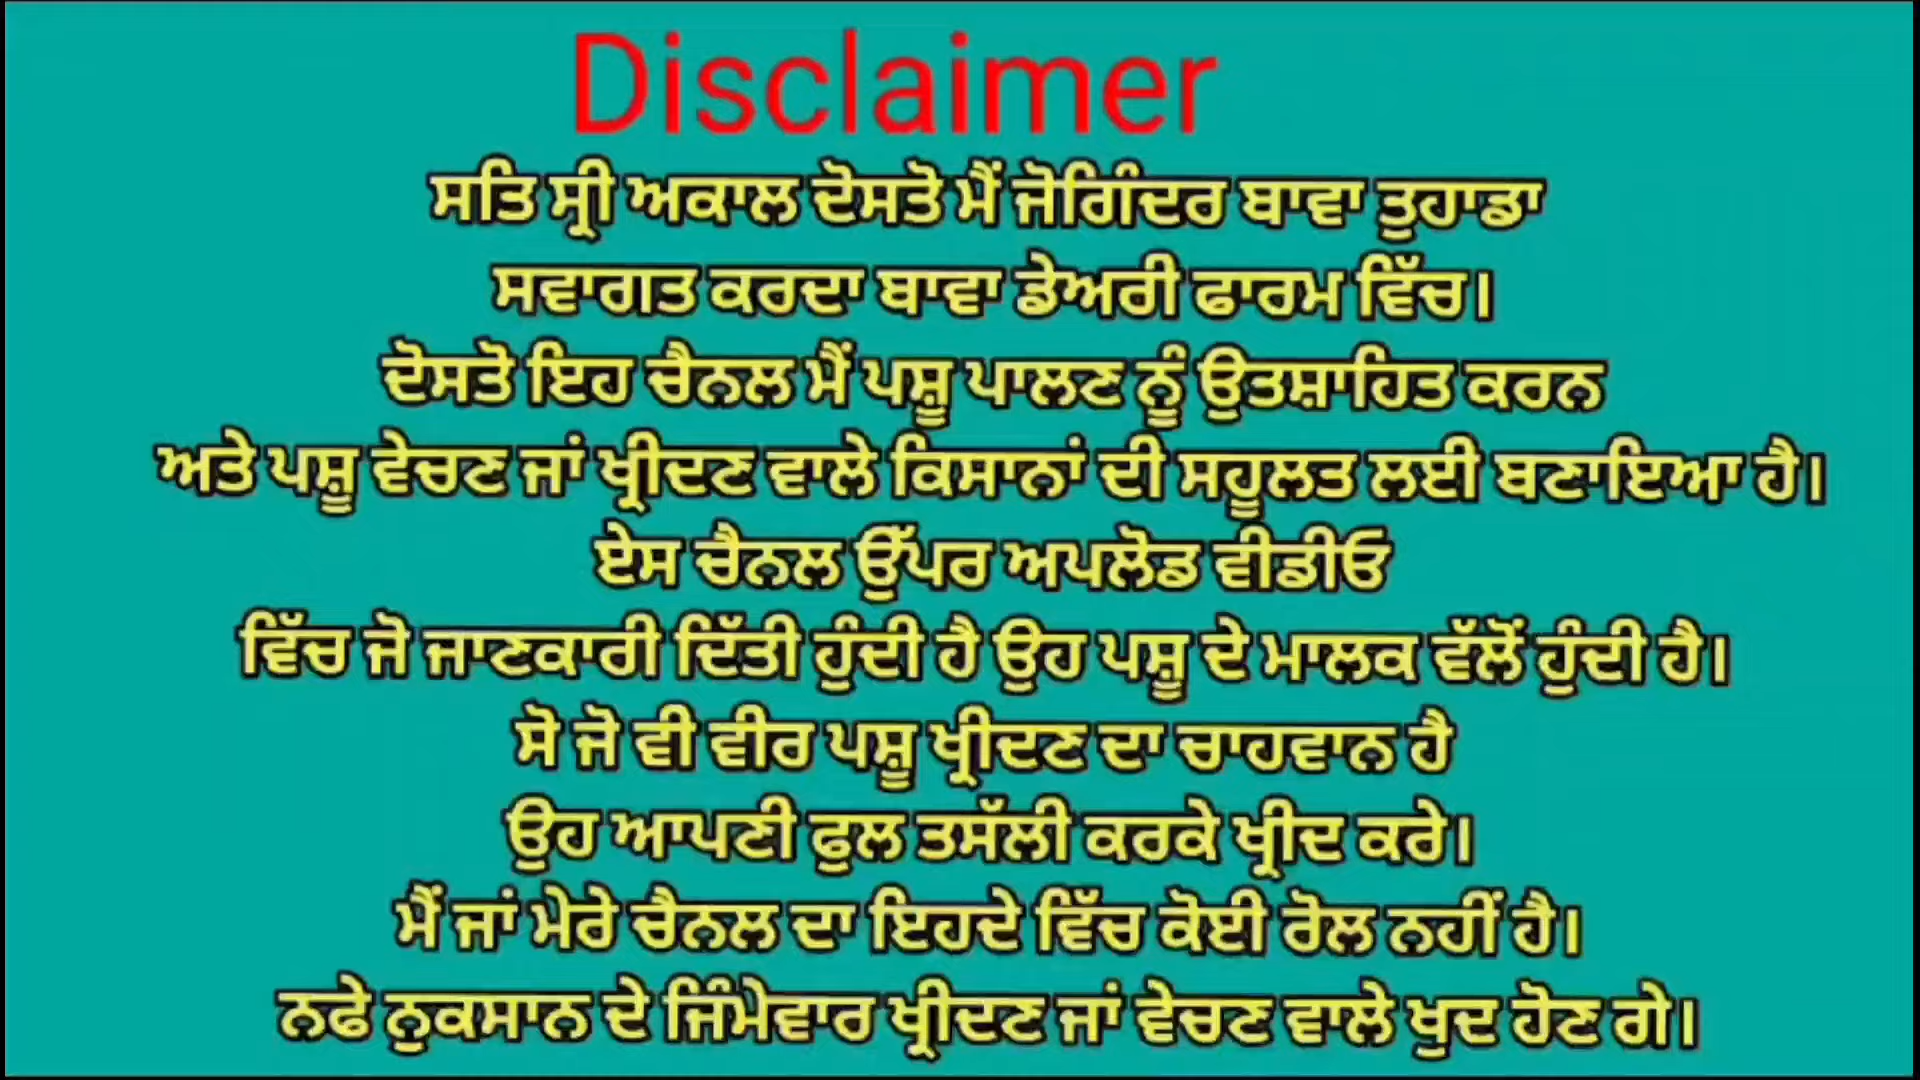 Disclaimer
ਸਤਿ ਸ੍ਰੀ ਅਕਾਲ ਦੋਸਤੋ ਮੈਂ ਜੋਗਿੰਦਰ ਬਾਵਾ ਤੁਹਾਡਾ
ਸਵਾਗਤ ਕਰਦਾ ਬਾਵਾ ਡੇਅਰੀ ਫਾਰਮ ਵਿੱਚ।
ਦੋਸਤੋ ਇਹ ਚੈਨਲ ਮੈਂ ਪਸ਼ੂ ਪਾਲਣ ਨੂੰ ਉਤਸ਼ਾਹਿਤ ਕਰਨ
ਅਤੇ ਪਸ਼ੂ ਵੇਚਣ ਜਾਂ ਖ੍ਰੀਦਣ ਵਾਲੇ ਕਿਸਾਨਾਂ ਦੀ ਸਹੂਲਤ ਲਈ ਬਣਾਇਆ ਹੈ।
ਏਸ ਚੈਨਲ ਉੱਪਰ ਅਪਲੋਡ ਵੀਡੀਓ
ਵਿੱਚ ਜੋ ਜਾਣਕਾਰੀ ਦਿੱਤੀ ਹੁੰਦੀ ਹੈ ਉਹ ਪਸ਼ੂ ਦੇ ਮਾਲਕ ਵੱਲੋਂ ਹੁੰਦੀ ਹੈ।
ਸੋ ਜੋ ਵੀ ਵੀਰ ਪਸ਼ੂ ਖ੍ਰੀਦਣ ਦਾ ਚਾਹਵਾਨ ਹੈ
ਉਹ ਆਪਣੀ ਫੁਲ ਤਸੱਲੀ ਕਰਕੇ ਖ੍ਰੀਦ ਕਰੇ।
ਮੈਂ ਜਾਂ ਮੇਰੇ ਚੈਨਲ ਦਾ ਇਹਦੇ ਵਿੱਚ ਕੋਈ ਰੋਲ ਨਹੀਂ ਹੈ।
ਨਫੇ ਨੁਕਸਾਨ ਦੇ ਜਿੰਮੇਵਾਰ ਖ੍ਰੀਦਣ ਜਾਂ ਵੇਚਣ ਵਾਲੇ ਖੁਦ ਹੋਣ ਗੇ।